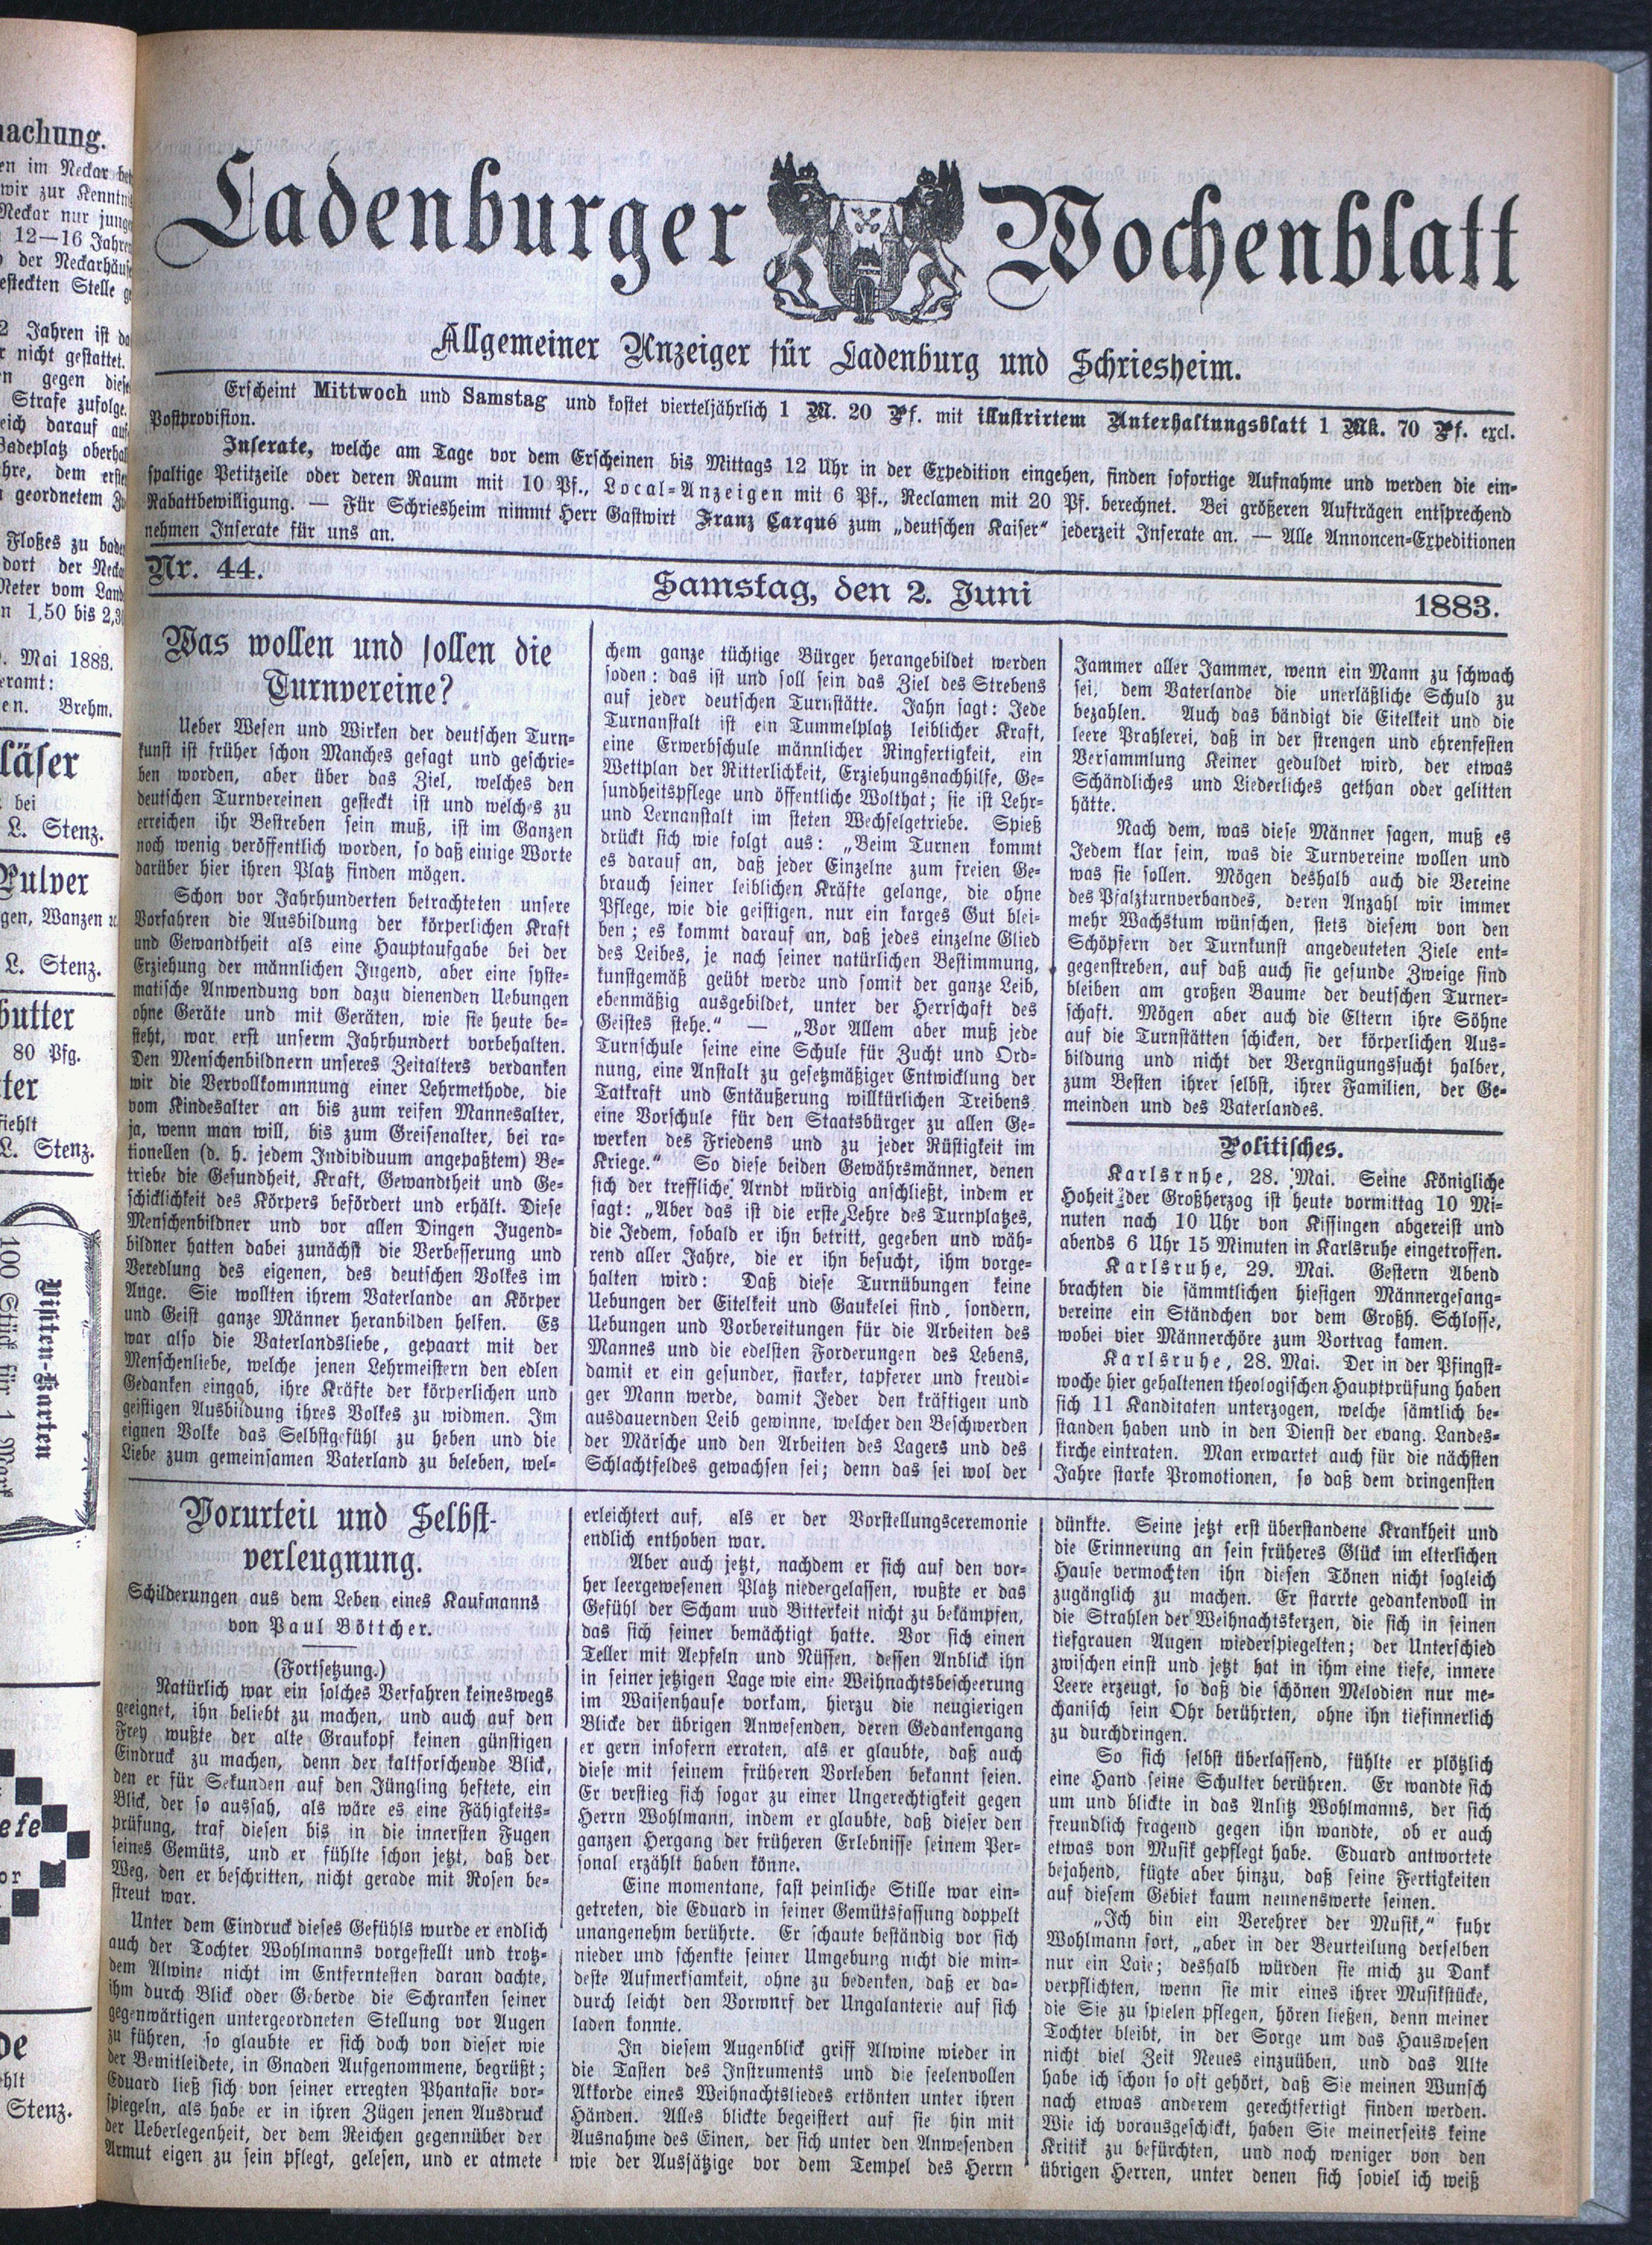 Ladenburger Wochenblatt
Allgemeiner Anzeiger für Ladenburg und Schriesheim.
Erscheint Mittwoch und Samstag und kostet vierteljährlich 1 M. 20 Pf. mit illustrirtem Unterhaltungsblatt 1 Mk. 70 Pf. excl.
Postprovision.
Inserate, welche am Tage vor dem Erscheinen bis Mittags 12 Uhr in der Expedition eingehen, finden sofortige Aufnahme und werden die ein-
spaltige Petitzeile oder deren Raum mit 10 Pf., Local-Anzeigen mit 6 Pf., Reclamen mit 20 Pf. berechnet. Bei größeren Aufträgen entsprechend
Rabattbewilligung. — Für Schriesheim nimmt Herr Gastwirt Franz Carqué zum „deutschen Kaiser" jederzeit Inserate an. — Alle Annoncen-Expeditionen
nehmen Inserate für uns an.
Nr. 44. Samstag, den 2. Juni 1883.
Was wollen und sollen die
Turnvereine?
Ueber Wesen und Wirken der deutschen Turn-
kunst ist früher schon Manches gesagt und geschrie-
ben worden, aber über das Ziel, welches den
deutschen Turnvereinen gesteckt ist und welches zu
erreichen ihr Bestreben sein muß, ist im Ganzen
noch wenig veröffentlich worden, so daß einige Worte
darüber hier ihren Platz finden mögen.
Schon vor Jahrhunderten betrachteten unsere
Vorfahren die Ausbildung der körperlichen Kraft
und Gewandtheit als eine Hauptaufgabe bei der
Erziehung der männlichen Jugend, aber eine syste-
matische Anwendung von dazu dienenden Uebungen
ohne Geräte und mit Geräten, wie sie heute be-
steht, war erst unserm Jahrhundert vorbehalten.
Den Menschenbildnern unseres Zeitalters verdanken
wir die Vervollkommnung einer Lehrmethode, die
vom Kindesalter an bis zum reifen Mannesalter,
ja, wenn man will, bis zum Greisenalter, bei ra-
tionellen (d. h. jedem Individuum angepaßtem) Be-
triebe die Gesundheit, Kraft, Gewandtheit und Ge-
schicklichkeit des Körpers befördert und erhält. Diese
Menschenbildner und vor allen Dingen Jugend-
bildner hatten dabei zunächst die Verbesserung und
Veredlung des eigenen, des deutschen Volkes im
Auge. Sie wollten ihrem Vaterlande an Körper
und Geist ganze Männer heranbilden helfen. Es
war also die Vaterlandsliebe, gepaart mit der
Menschenliebe, welche jenen Lehrmeistern den edlen
Gedanken eingab, ihre Kräfte der körperlichen und
geistigen Ausbildung ihres Volkes zu widmen. Im
eignen Volke das Selbstgefühl zu heben und die
Liebe zum gemeinsamen Vaterland zu beleben, wel-
chem ganze tüchtige Bürger herangebildet werden
soden: das ist und soll sein das Ziel des Strebens
auf jeder deutschen Turnstätte. Jahn sagt: Jede
Turnanstalt ist ein Tummelplatz leiblicher Kraft,
eine Erwerbschule männlicher Ringfertigkeit, ein
Wettplan der Ritterlichkeit, Erziehungsnachhilfe, Ge-
sundheitspflege und öffentliche Wolthat; sie ist Lehr-
und Lernanstalt im steten Wechselgetriebe. Spieß
drückt sich wie folgt aus: „Beim Turnen kommt
es darauf an, daß jeder Einzelne zum freien Ge-
brauch seiner leiblichen Kräfte gelange, die ohne
Pflege, wie die geistigen, nur ein karges Gut blei-
ben; es kommt darauf an, daß jedes einzelne Glied
des Leibes, je nach seiner natürlichen Bestimmung,
kunstgemäß geübt werde und somit der ganze Leib,
ebenmäßig ausgebildet, unter der Herrschaft des
Geistes stehe." — „Vor Allem aber muß jede
Turnschule seine eine Schule für Zucht und Ord-
nung, eine Anstalt zu gesetzmäßiger Entwicklung der
Tatkraft und Entäußerung willkürlichen Treibens
eine Vorschule für den Staatsbürger zu allen Ge-
werken des Friedens und zu jeder Rüstigkeit im
Kriege." So diese beiden Gewährsmänner, denen
sich der treffliche Arndt würdig anschließt, indem er
sagt: „Aber das ist die erste Lehre des Turnplatzes,
die Jedem, sobald er ihn betritt, gegeben und wäh-
rend aller Jahre, die er ihn besucht, ihm vorge-
halten wird: Daß diese Turnübungen keine
Uebungen der Eitelkeit und Gaukelei sind, sondern,
Uebungen und Vorbereitungen für die Arbeiten des
Mannes und die edelsten Forderungen des Lebens,
damit er ein gesunder, starker, tapferer und freudi-
ger Mann werde, damit Jeder den kräftigen und
ausdauernden Leib gewinne, welcher den Beschwerden
der Märsche und den Arbeiten des Lagers und des
Schlachtfeldes gewachsen sei; denn das sei wol der
Jammer aller Jammer, wenn ein Mann zu schwach
sei, dem Vaterlande die unerläßliche Schuld zu
bezahlen. Auch das bändigt die Eitelkeit und die
leere Prahlerei, daß in der strengen und ehrenfesten
Versammlung Keiner geduldet wird, der etwas
Schändliches und Liederliches gethan oder gelitten
hätte.
Nach dem, was diese Männer sagen, muß es
Jedem klar sein, was die Turnvereine wollen und
was sie sollen. Mögen deshalb auch die Vereine
des Pfalzturnverbandes, deren Anzahl wir immer
mehr Wachstum wünschen, stets diesem von den
Schöpfern der Turnkunst angedeuteten Ziele ent-
gegenstreben, auf daß auch sie gesunde Zweige sind
bleiben am großen Baume der deutschen Turner-
schaft. Mögen aber auch die Eltern ihre Söhne
auf die Turnstätten schicken, der körperlichen Aus-
bildung und nicht der Vergnügungssucht halber,
zum Besten ihrer selbst, ihrer Familien, der Ge-
meinden und des Vaterlandes.
Politisches.
Karlsrnhe, 28. Mai. Seine Königliche
Hoheit der Großherzog ist heute vormittag 10 Mi-
nuten nach 10 Uhr von Kissingen abgereist und
abends 6 Uhr 15 Minuten in Karlsruhe eingetroffen.
Karlsruhe, 29. Mai. Gestern Abend
brachten die sämmtlichen hiesigen Männergesang-
vereine ein Ständchen vor dem Großh. Schlosse,
wobei vier Männerchöre zum Vortrag kamen.
Karlsruhe, 28. Mai. Der in der Pfingst-
woche hier gehaltenen theologischen Hauptprüfung haben
sich 11 Kanditaten unterzogen, welche sämtlich be-
standen haben und in den Dienst der evang. Landes-
kirche eintraten. Man erwartet auch für die nächsten
Jahre starke Promotionen, so daß dem dringensten
Vorurteil und Selbst-
verleugnung.
Schilderungen aus dem Leben eines Kaufmanns
von Paul Böttcher.
(Fortsetzung.)
Natürlich war ein solches Verfahren keineswegs
geeignet, ihn beliebt zu machen, und auch auf den
Frey wußte der alte Graukopf keinen günstigen
Eindruck zu machen, denn der kaltforschende Blick,
den er für Sekunden auf den Jüngling heftete, ein
Blick, der so aussah, als wäre es eine Fähigkeits-
prüfung, traf diesen bis in die innersten Fugen
seines Gemüts, und er fühlte schon jetzt, daß der
Weg, den er beschritten, nicht gerade mit Rosen be-
streut war.
Unter dem Eindruck dieses Gefühls wurde er endlich
auch der Tochter Wohlmanns vorgestellt und trotz-
dem Alwine nicht im Entferntesten daran dachte,
ihm durch Blick oder Geberde die Schranken seiner
gegenwärtigen untergeordneten Stellung vor Augen
zu führen, so glaubte er sich doch von dieser wie
der Bemitleidete, in Gnaden Aufgenommene, begrüßt;
Eduard ließ sich von seiner erregten Phantasie vor-
spiegeln, als habe er in ihren Zügen jenen Ausdruck
der Ueberlegenheit, der dem Reichen gegennüber der
Armut eigen zu sein pflegt, gelesen, und er atmete
erleichtert auf, als er der Vorstellungsceremonie
endlich enthoben war.
Aber auch jetzt, nachdem er sich auf den vor-
her leergewesenen Platz niedergelassen, wußte er das
Gefühl der Scham und Bitterkeit nicht zu bekämpfen,
das sich seiner bemächtigt hatte. Vor sich einen
Teller mit Aepfeln und Nüssen, dessen Anblick ihn
in seiner jetzigen Lage wie eine Weihnachtsbescheerung
im Waisenhause vorkam, hierzu die neugierigen
Blicke der übrigen Anwesenden, deren Gedankengang
er gern insofern erraten, als er glaubte, daß auch
diese mit seinem früheren Vorleben bekannt seien.
Er verstieg sich sogar zu einer Ungerechtigkeit gegen
Herrn Wohlmann, indem er glaubte, daß dieser den
ganzen Hergang der früheren Erlebnisse seinem Per-
sonal erzählt haben könne.
Eine momentane, fast peinliche Stille war ein-
getreten, die Eduard in seiner Gemütsfassung doppelt
unangenehm berührte. Er schaute beständig vor sich
nieder und schenkte seiner Umgebung nicht die min-
deste Aufmerksamkeit, ohne zu bedenken, daß er da-
durch leicht den Vorwnrf der Ungalanterie auf sich
laden konnte.
In diesem Augenblick griff Alwine wieder in
die Tasten des Instruments und die seelenvollen
Akkorde eines Weihnachtsliedes ertönten unter ihren
Händen. Alles blickte begeistert auf sie hin mit
Ausnahme des Einen, der sich unter den Anwesenden
wie der Aussätzige vor dem Tempel des Herrn
dünkte. Seine jetzt erst überstandene Krankheit und
die Erinnerung an sein früheres Glück im elterlichen
Hause vermochten ihn diesen Tönen nicht sogleich
zugänglich zu machen. Er starrte gedankenvoll in
die Strahlen der Weihnachtskerzen, die sich in seinen
tiefgrauen Augen wiederspiegelten; der Unterschied
zwischen einst und jetzt hat in ihm eine tiefe, innere
Leere erzeugt, so daß die schönen Melodien nur me-
chanisch sein Ohr berührten, ohne ihn tiefinnerlich
zu durchdringen.
So sich selbst überlassend, fühlte er plötzlich
eine Hand seine Schulter berühren. Er wandte sich
um und blickte in das Anlitz Wohlmanns, der sich
freundlich fragend gegen ihn wandte, ob er auch
etwas von Musik gepflegt habe. Eduard antwortete
bejahend, fügte aber hinzu, daß seine Fertigkeiten
auf diesem Gebiet kaum nennenswerte seinen.
„Ich bin ein Verehrer der Musik," fuhr
Wohlmann fort, „aber in der Beurteilung derselben
nur ein Laie; deshalb würden sie mich zu Dank
verpflichten, wenn sie mir eines ihrer Musikstücke,
die Sie zu spielen pflegen, hören ließen, denn meiner
Tochter bleibt, in der Sorge um das Hauswesen
nicht viel Zeit Neues einzuüben, und das Alte
habe ich schon so oft gehört, daß Sie meinen Wunsch
nach etwas anderem gerechtfertigt finden werden.
Wie ich vorausgeschickt, haben Sie meinerseits keine
Kritik zu befürchten, und noch weniger von den
übrigen Herren, unter denen sich soviel ich weiß